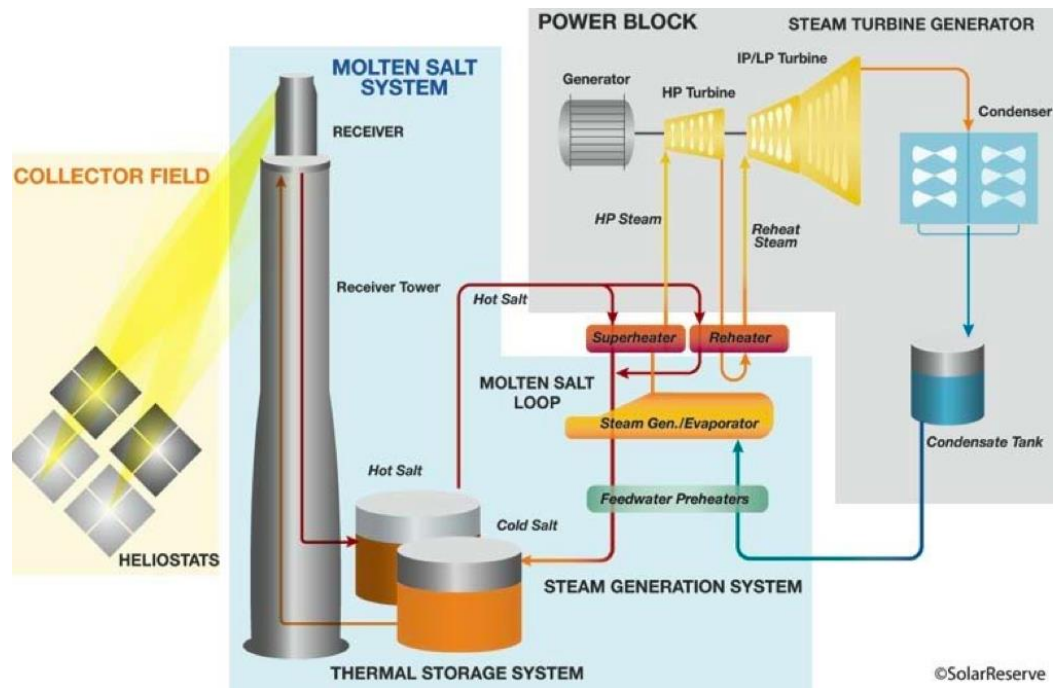 POWER BLOCK
STEAM TURBINE GENERATOR
IP/LP Turbine
Generator
HP Turbine
Condenser
MOLTEN SALT
SYSTEM
RECEIVER
COLLECTOR FIELD
HP Steam
Reheat
Steam
Receiver Tower
Hot Salt
Superheater
Reheater
MOLTEN SALT
LOOP
Steam Gen./Evaporator
Condensate Tank
Hot Salt
Feedwater Preheaters
Cold Salt
HELIOSTATS
STEAM GENERATION SYSTEM
THERMAL STORAGE SYSTEM
©SolarReserve